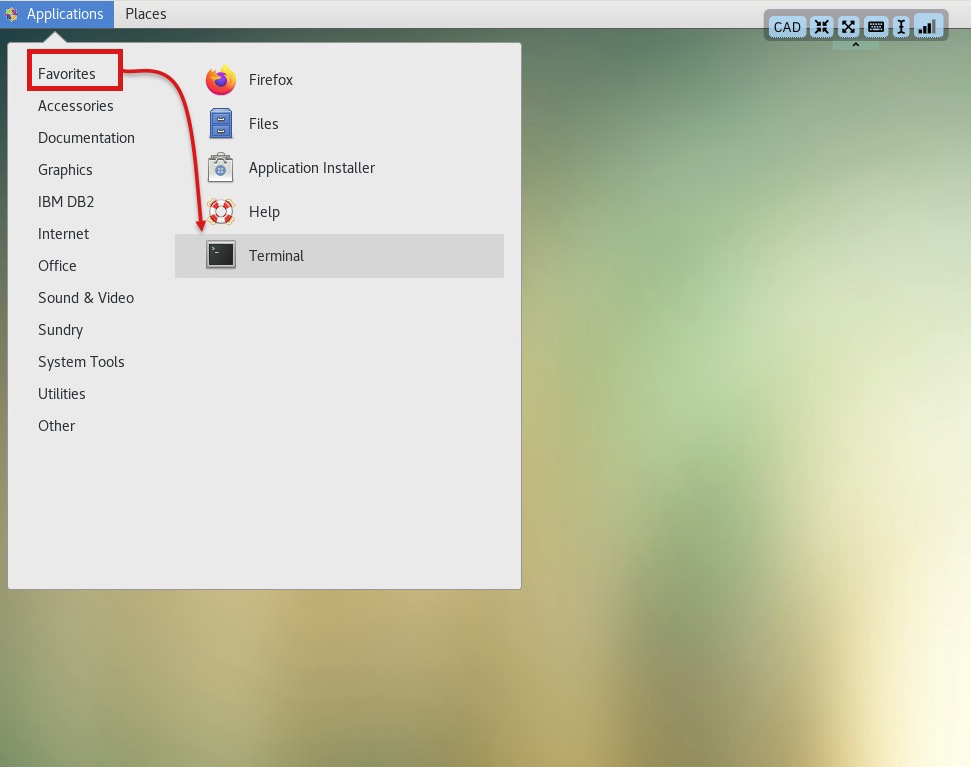 Applications Places
CAD
Favorites
Accessories
Documentation
Graphics
IBM DB2
Internet
Office
Sound & Video
Sundry
System Tools
Utilities
Other
Firefox
Files
Application Installer
Help
Terminal